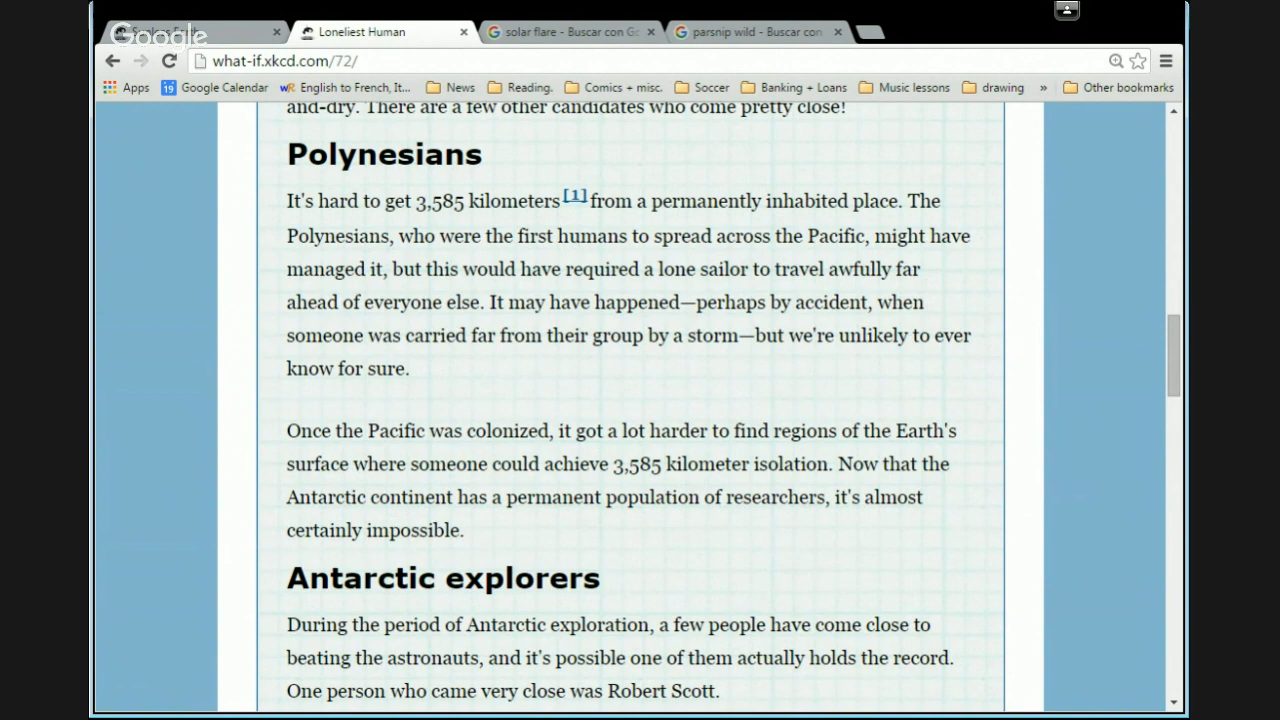 Google
Loneliest Human
solar flare - Buscar con Go
parsnip wild - Buscar con
what-if.xkcd.com/72/
Apps
19 Google Calendar
wR English to French, It...
News
Reading.
Comics + misc.
Soccer
Banking + Loans
Music lessons
drawing
»
Other bookmarks
and-dry. There are a few other candidates who come pretty close!
Polynesians
It's hard to get 3,585 kilometers[1] from a permanently inhabited place. The
Polynesians, who were the first humans to spread across the Pacific, might have
managed it, but this would have required a lone sailor to travel awfully far
ahead of everyone else. It may have happened—perhaps by accident, when
someone was carried far from their group by a storm—but we're unlikely to ever
know for sure.
Once the Pacific was colonized, it got a lot harder to find regions of the Earth's
surface where someone could achieve 3,585 kilometer isolation. Now that the
Antarctic continent has a permanent population of researchers, it's almost
certainly impossible.
Antarctic explorers
During the period of Antarctic exploration, a few people have come close to
beating the astronauts, and it's possible one of them actually holds the record.
One person who came very close was Robert Scott.